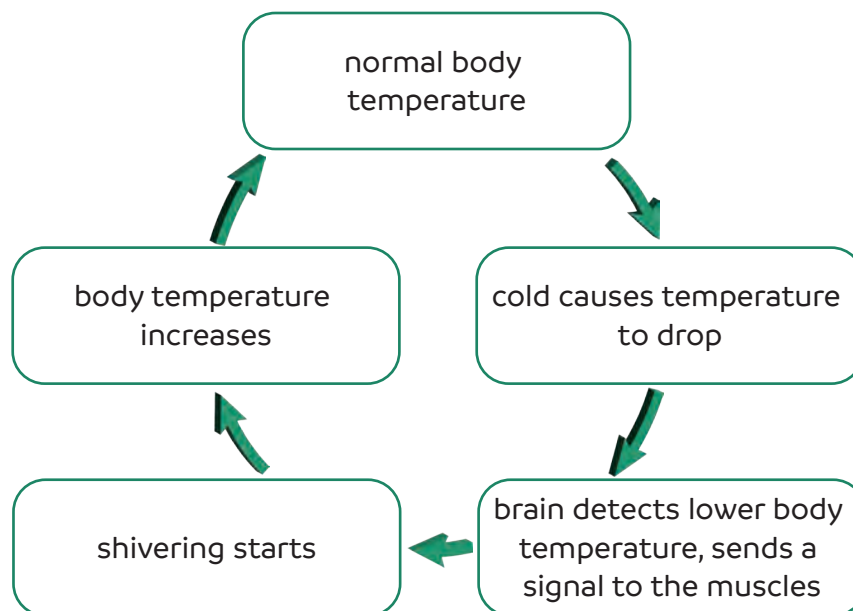 normal body
temperature
cold causes temperature
to drop
brain detects lower body
temperature, sends a
signal to the muscles
shivering starts
body temperature
increases